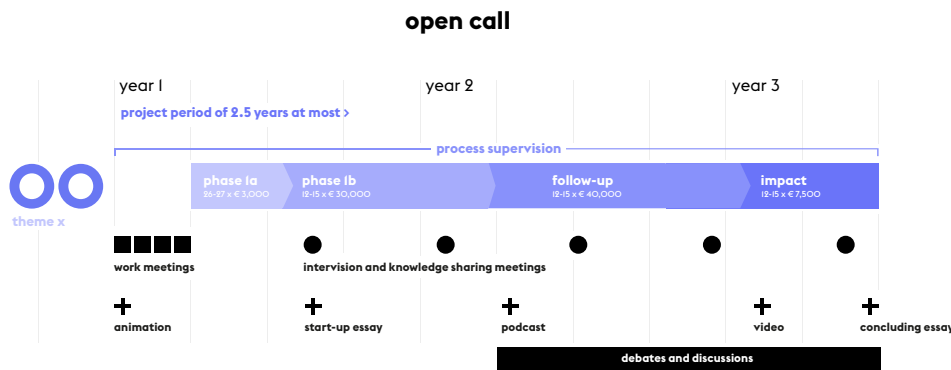 open call
year 1
year 2
year 3
project period of 2.5 years at most >
process supervision
phase 1a
phase 1b
follow-up
impact
26-27 x € 3,000
12-15 x € 30,000
12-15 x € 40,000
12-15 x € 7,500
theme x
work meetings
intervision and knowledge sharing meetings
animation
start-up essay
podcast
video
concluding essay
debates and discussions